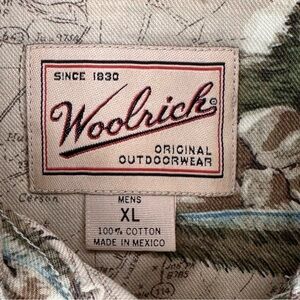 SINCE 1830
Woolrich®
ORIGINAL
OUTDOORWEAR
MENS
XL
100% COTTON
MADE IN MEXICO